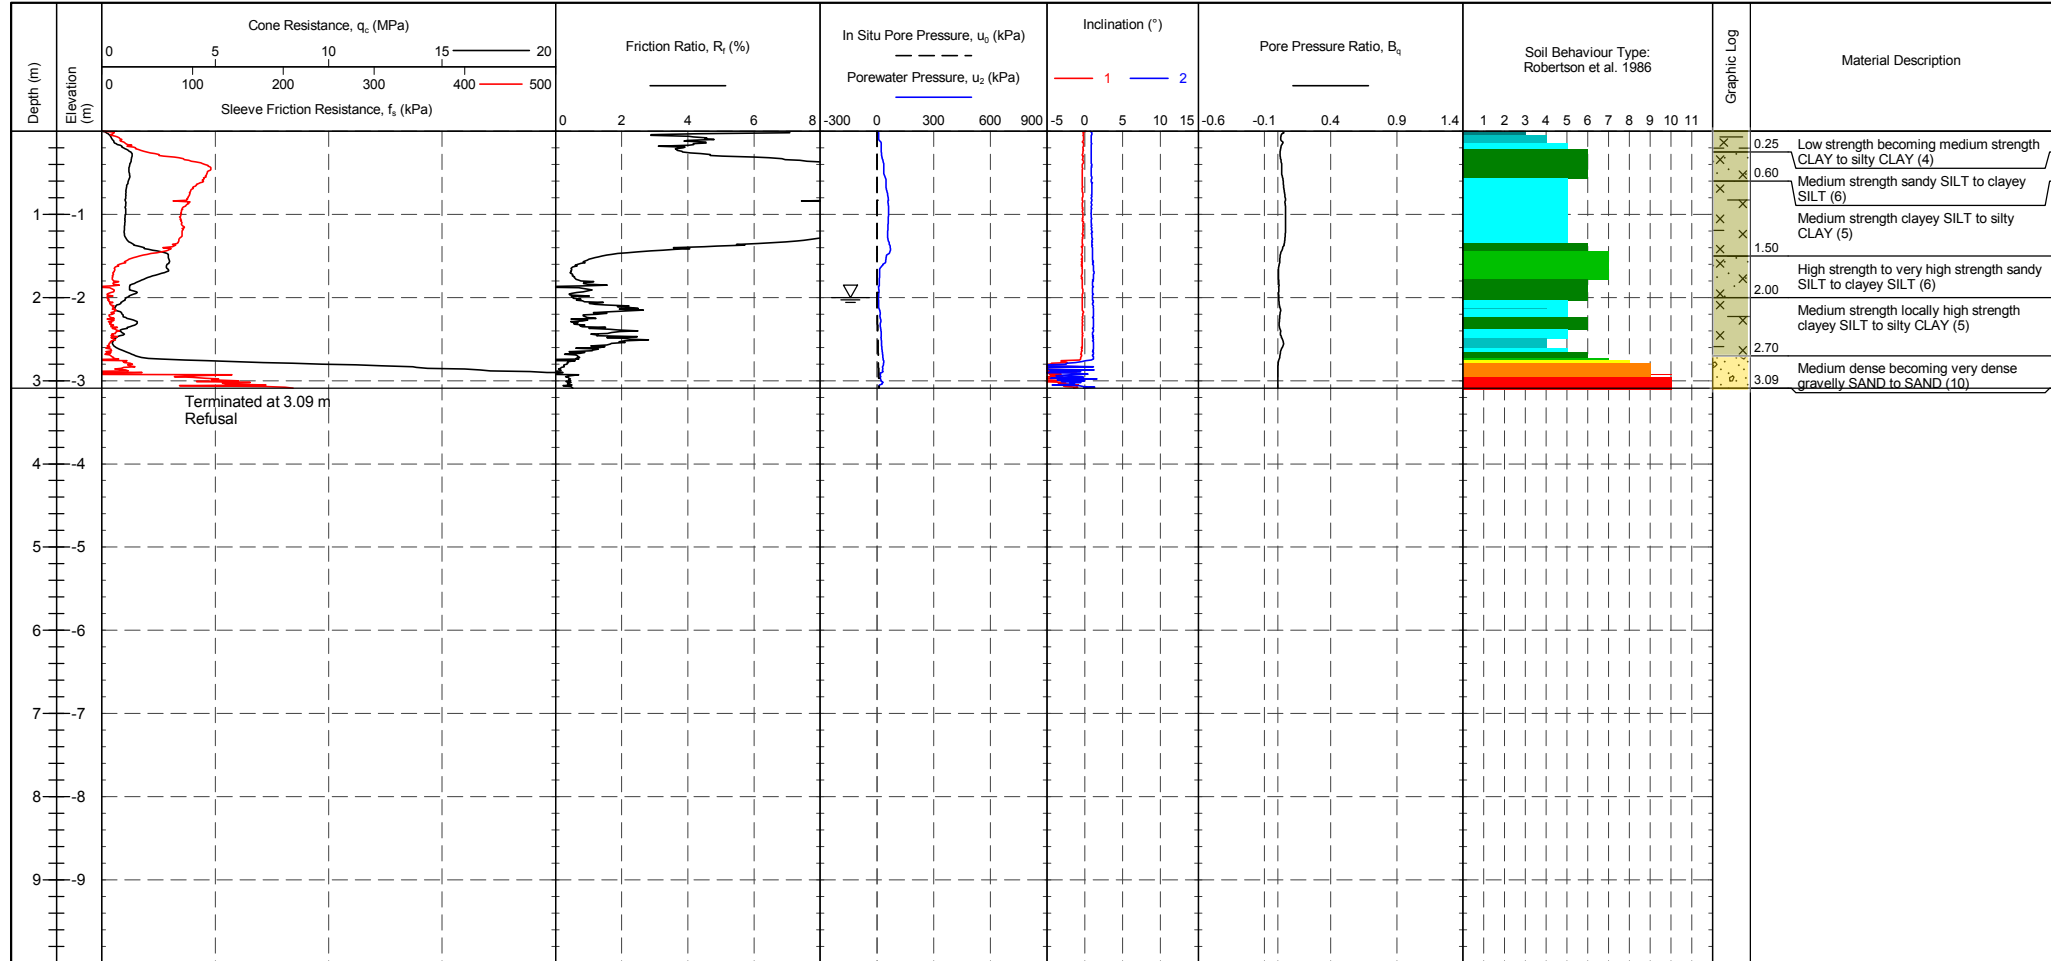 Depth (m)
Elevation (m)
Cone Resistance, qc (MPa)
0 5 10 15 20
0 100 200 300 400 500
Sleeve Friction Resistance, fs (kPa)
Friction Ratio, Rf (%)
0 2 4 6 8
In Situ Pore Pressure, u0 (kPa)
Porewater Pressure, u2 (kPa)
-300 0 300 600 900
Inclination (°)
1 2
-5 0 5 10 15
Pore Pressure Ratio, Bq
-0.6 -0.1 0.4 0.9 1.4
Soil Behaviour Type:
Robertson et al. 1986
1 2 3 4 5 6 7 8 9 10 11
Graphic Log
Material Description
0.25
Low strength becoming medium strength
CLAY to silty CLAY (4)
0.60
Medium strength sandy SILT to clayey
SILT (6)
1 -1
Medium strength clayey SILT to silty
CLAY (5)
1.50
High strength to very high strength sandy
SILT to clayey SILT (6)
2 -2
2.00
Medium strength locally high strength
clayey SILT to silty CLAY (5)
2.70
Medium dense becoming very dense
gravelly SAND to SAND (10)
3 -3
3.09
Terminated at 3.09 m
Refusal
4 -4
5 -5
6 -6
7 -7
8 -8
9 -9